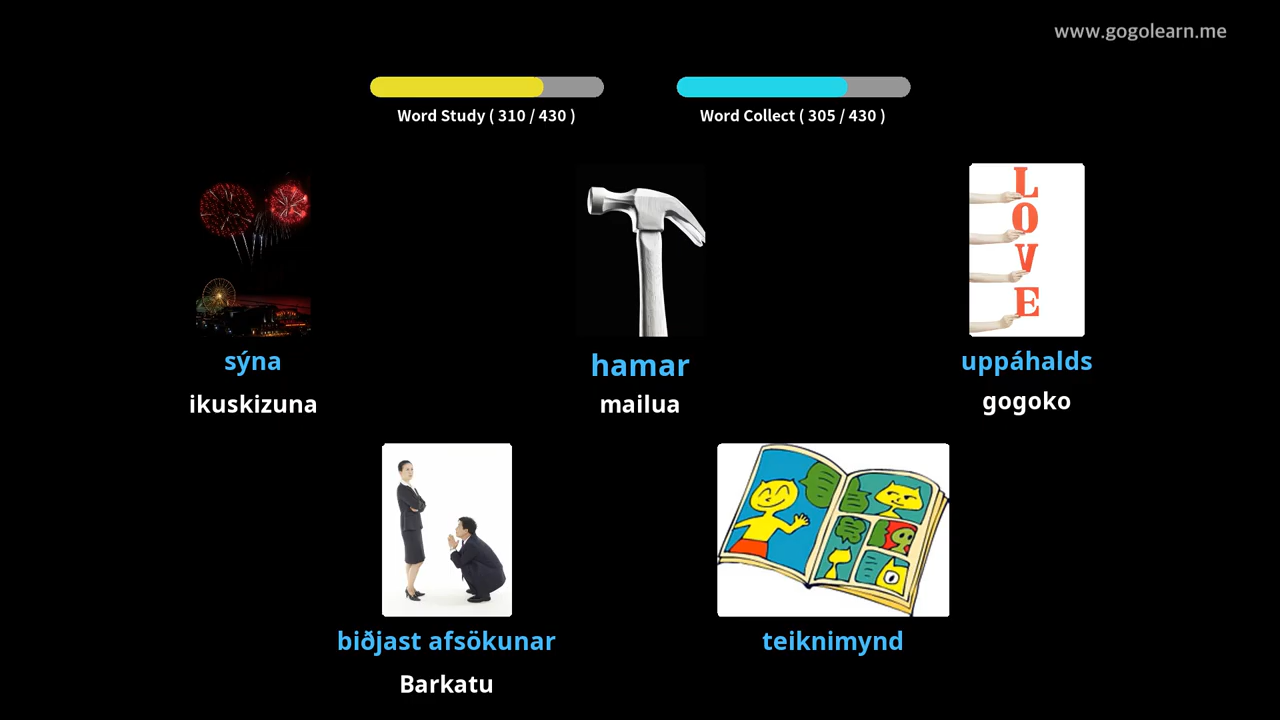 www.gogolearn.me
Word Study ( 310 / 430 )
Word Collect ( 305 / 430 )
LOVE
sýna
hamar
uppáhalds
ikuskizuna
mailua
gogoko
biðjast afsökunar
teiknimynd
Barkatu